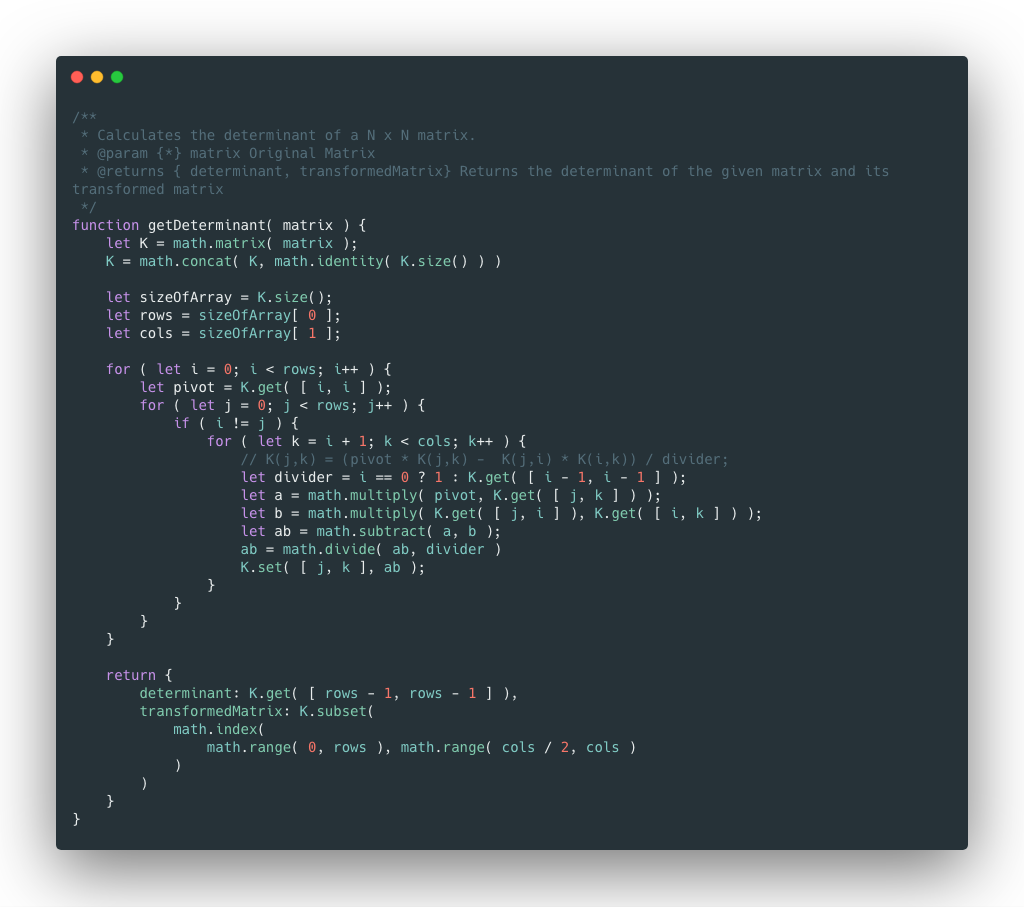 /**
 * Calculates the determinant of a N x N matrix.
 * @param {*} matrix Original Matrix
 * @returns { determinant, transformedMatrix} Returns the determinant of the given matrix and its
transformed matrix
 */
function getDeterminant( matrix ) {
    let K = math.matrix( matrix );
    K = math.concat( K, math.identity( K.size() ) )

    let sizeOfArray = K.size();
    let rows = sizeOfArray[ 0 ];
    let cols = sizeOfArray[ 1 ];

    for ( let i = 0; i < rows; i++ ) {
        let pivot = K.get( [ i, i ] );
        for ( let j = 0; j < rows; j++ ) {
            if ( i != j ) {
                for ( let k = i + 1; k < cols; k++ ) {
                    // K(j,k) = (pivot * K(j,k) -  K(j,i) * K(i,k)) / divider;
                    let divider = i == 0 ? 1 : K.get( [ i - 1, i - 1 ] );
                    let a = math.multiply( pivot, K.get( [ j, k ] ) );
                    let b = math.multiply( K.get( [ j, i ] ), K.get( [ i, k ] ) );
                    let ab = math.subtract( a, b );
                    ab = math.divide( ab, divider )
                    K.set( [ j, k ], ab );
                }
            }
        }
    }

    return {
        determinant: K.get( [ rows - 1, rows - 1 ] ),
        transformedMatrix: K.subset(
            math.index(
                math.range( 0, rows ), math.range( cols / 2, cols )
            )
        )
    }
}